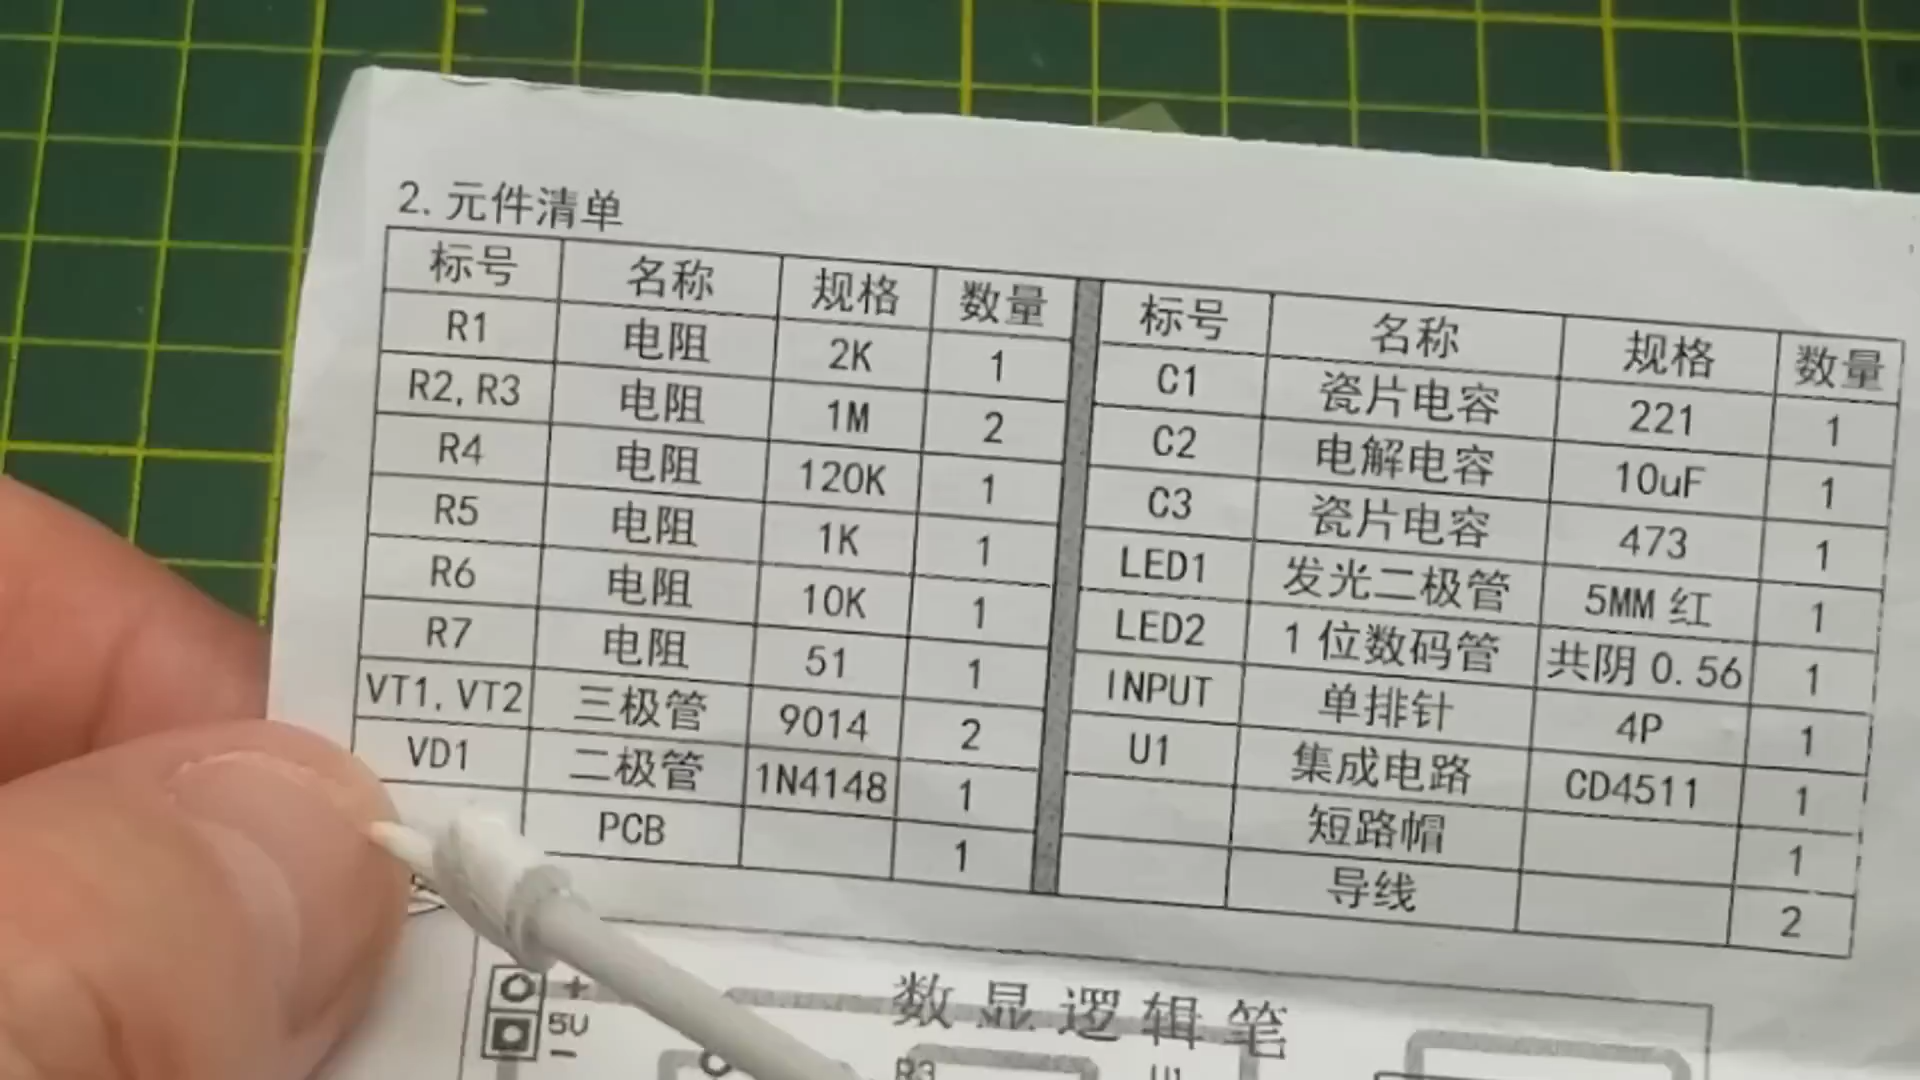 2. 元件清单
标号 名称 规格 数量 标号 名称 规格 数量
R1 电阻 2K 1 C1 瓷片电容 221 1
R2, R3 电阻 1M 2 C2 电解电容 10uF 1
R4 电阻 120K 1 C3 瓷片电容 473 1
R5 电阻 1K 1 LED1 发光二极管 5MM 红 1
R6 电阻 10K 1 LED2 1位数码管 共阴 0.56 1
R7 电阻 51 1 INPUT 单排针 4P 1
VT1, VT2 三极管 9014 2 U1 集成电路 CD4511 1
VD1 二极管 1N4148 1 短路帽 1
PCB 1 导线 2
数显逻辑笔
+
5V
-
R3 U1